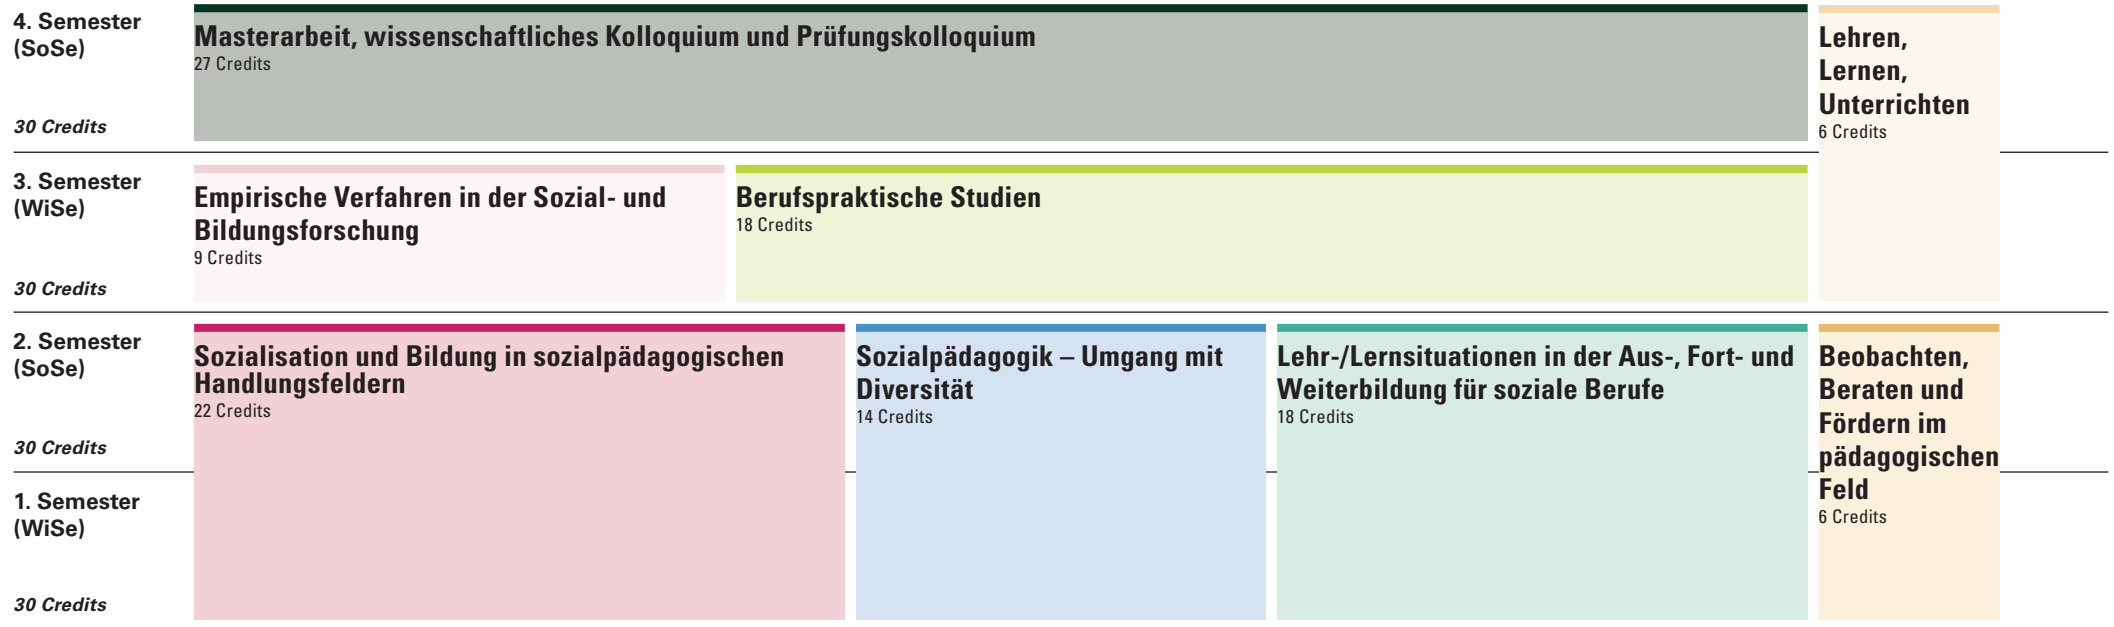 4. Semester
(SoSe)
30 Credits
Masterarbeit, wissenschaftliches Kolloquium und Prüfungskolloquium
27 Credits
Lehren,
Lernen,
Unterrichten
6 Credits
3. Semester
(WiSe)
30 Credits
Empirische Verfahren in der Sozial- und
Bildungsforschung
9 Credits
Berufspraktische Studien
18 Credits
2. Semester
(SoSe)
30 Credits
Sozialisation und Bildung in sozialpädagogischen
Handlungsfeldern
22 Credits
Sozialpädagogik – Umgang mit
Diversität
14 Credits
Lehr-/Lernsituationen in der Aus-, Fort- und
Weiterbildung für soziale Berufe
18 Credits
Beobachten,
Beraten und
Fördern im
pädagogischen
Feld
6 Credits
1. Semester
(WiSe)
30 Credits